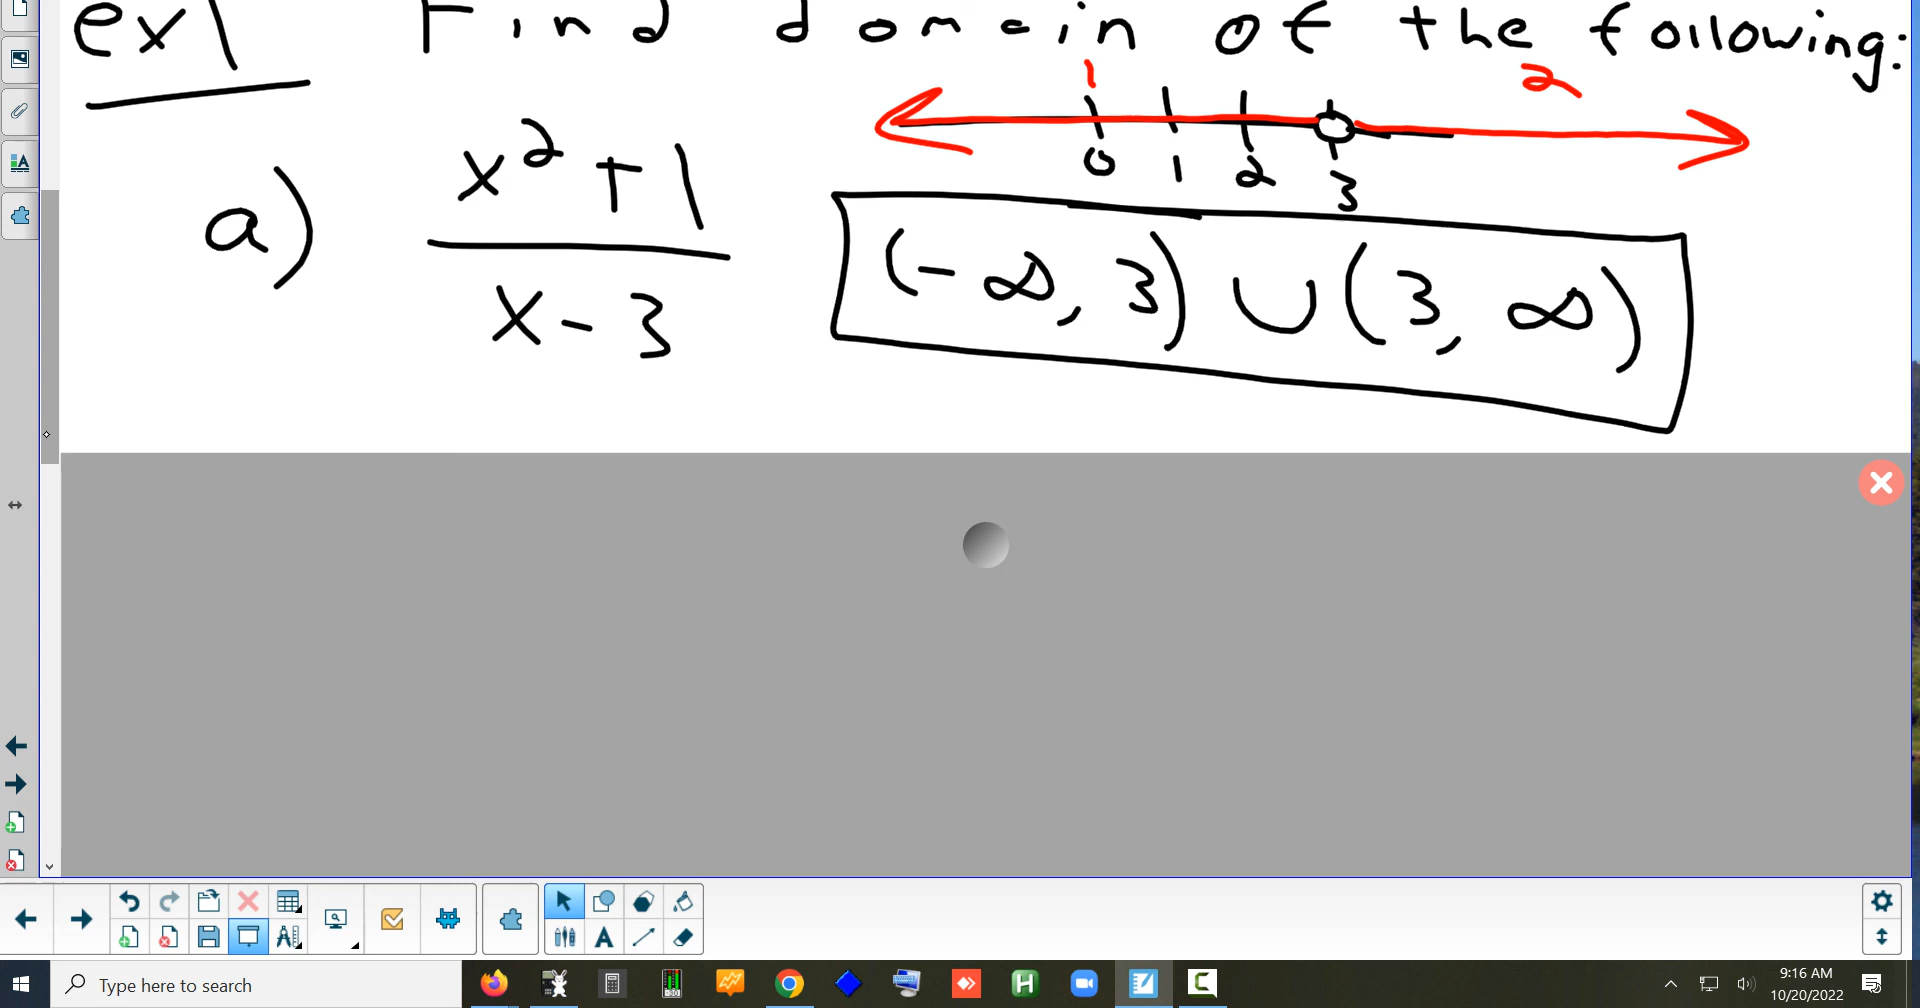 ex1 Find domain of the following:
1 2
0 1 2 3
a) x² + 1
x - 3
(-∞, 3) ∪ (3, ∞)
Type here to search
9:16 AM
10/20/2022